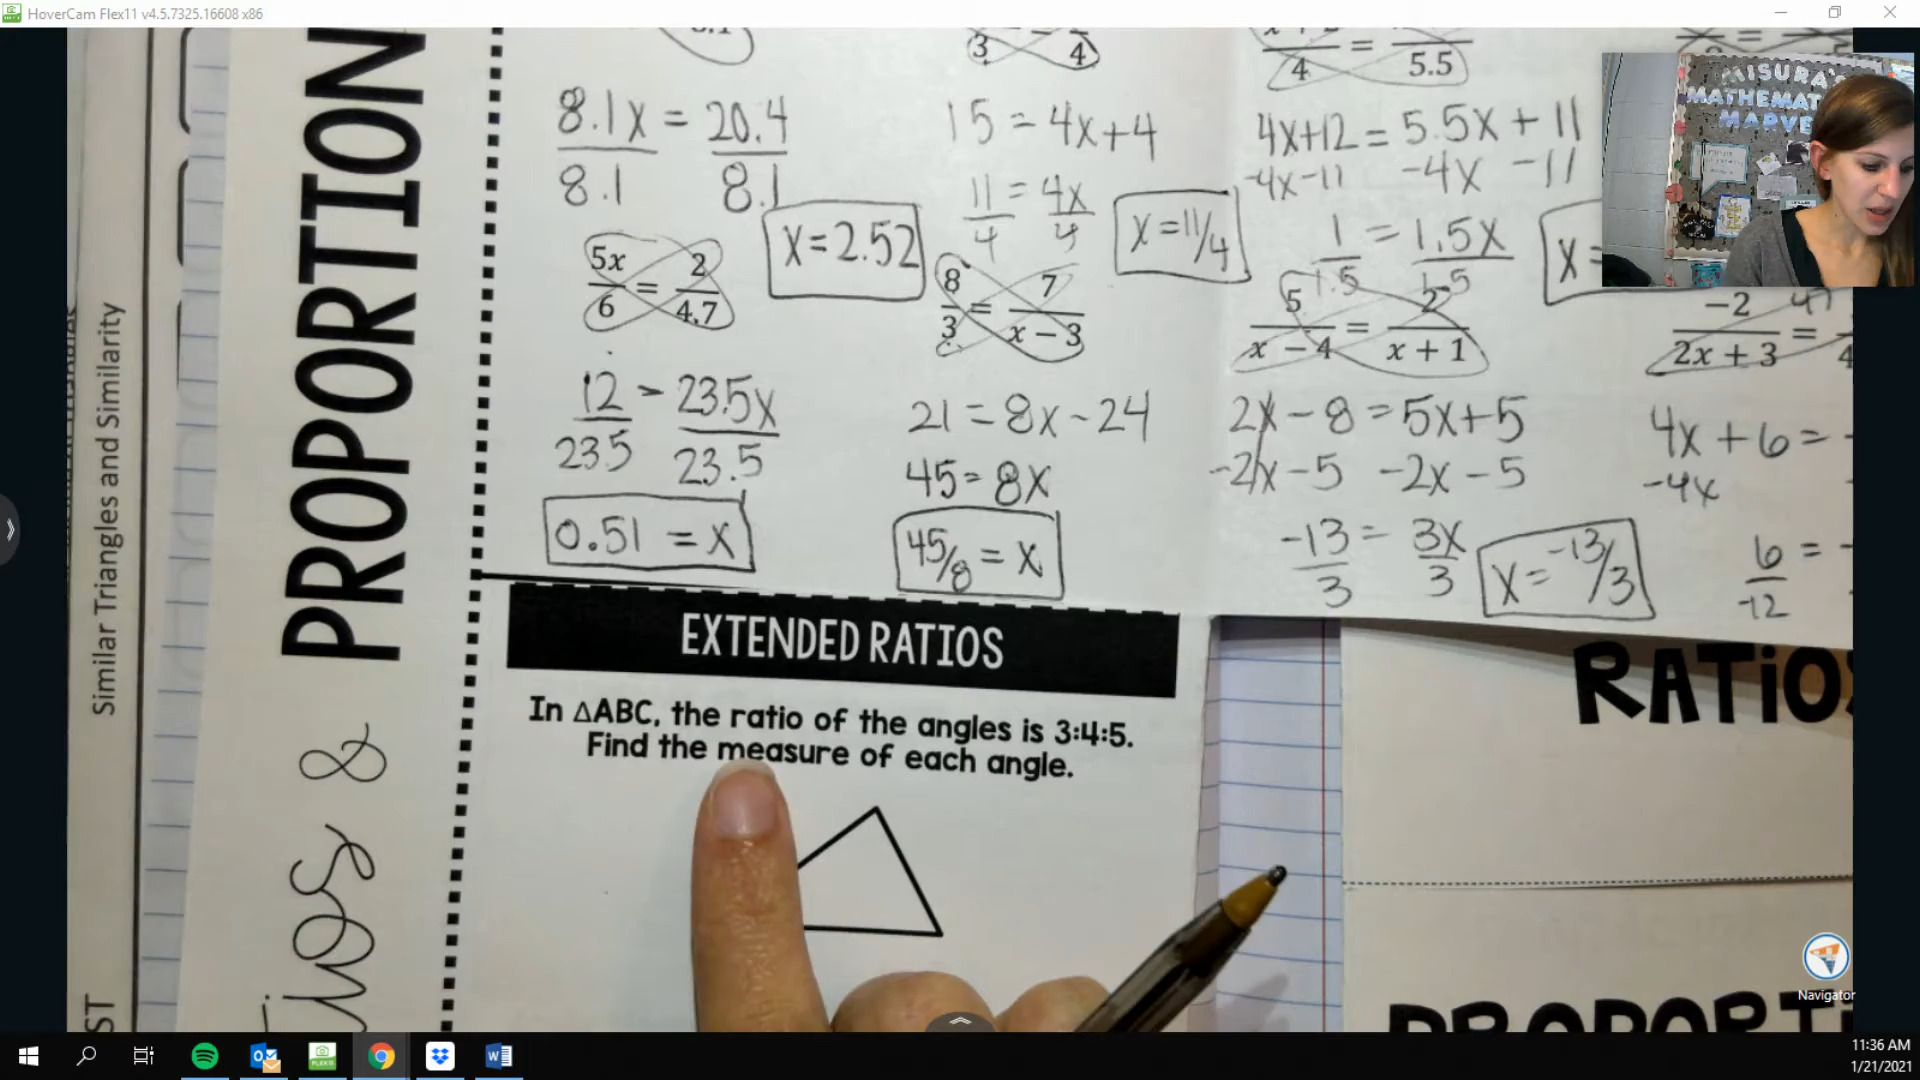 HoverCam Flex11 v4.5.7325.16608 x86
MISURA'S
8.1x = 20.4
8.1 8.1
x = 2.52
5x/6 = 2/4.7
12 = 23.5x
23.5 23.5
0.51 = x
3 4
15 = 4x+4
11 = 4x
4 4
x = 11/4
8/3 = 7/x − 3
21 = 8x - 24
45 = 8x
45/8 = x
4 = 5.5
4x+12 = 5.5x + 11
-4x -11 -4x -11
1 = 1.5x
1.5 1.5
x =
5/x − 4 = 2/x + 1
2x - 8 = 5x+5
-2x - 5 -2x - 5
-13 = 3x
3 3
x = -13/3
−2
2x + 3 =
4x + 6 =
-4x
6 =
-12
EXTENDED RATIOS
In △ABC, the ratio of the angles is 3:4:5.
Find the measure of each angle.
PROPORTION
&
Similar Triangles and Similarity
ST
RATIOS
PROPORTI
Navigator
11:36 AM
1/21/2021